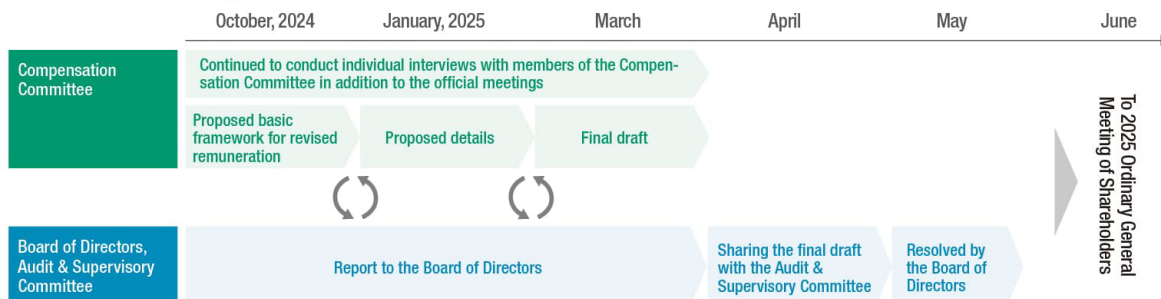 October, 2024
January, 2025
March
April
May
June
Compensation
Committee
Continued to conduct individual interviews with members of the Compen-
sation Committee in addition to the official meetings
Proposed basic
framework for revised
remuneration
Proposed details
Final draft
To 2025 Ordinary General
Meeting of Shareholders
Board of Directors,
Audit & Supervisory
Committee
Report to the Board of Directors
Sharing the final draft
with the Audit &
Supervisory Committee
Resolved by
the Board of
Directors